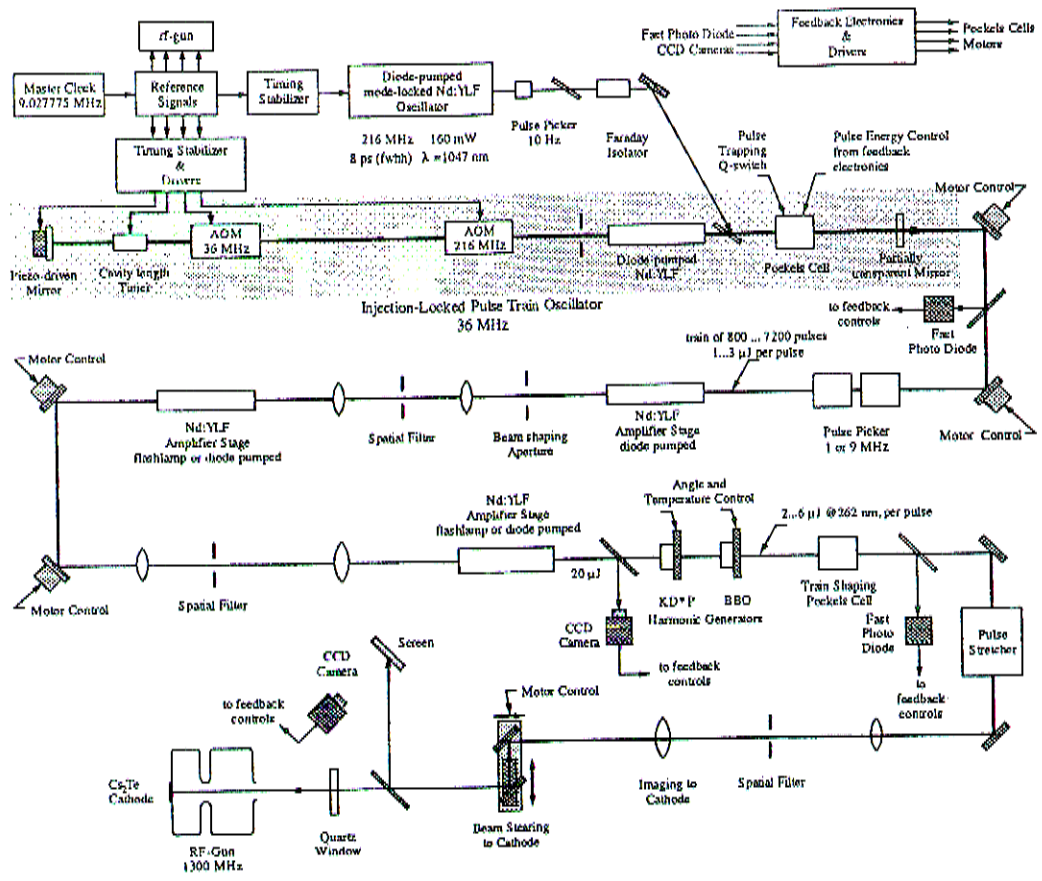 rf-gun
Fast Photo Diode
CCD Cameras
Feedback Electronics
&
Drivers
Pockels Cells
Motors
Master Clock
9.027775 MHz
Reference
Signals
Timing
Stabilizer
Diode-pumped
mode-locked Nd:YLF
Oscillator
216 MHz 160 mW
8 ps (fwhh) λ =1047 nm
Pulse Picker
10 Hz
Faraday
Isolator
Pulse
Trapping
Q-switch
Pulse Energy Control
from feedback
electronics
Motor Control
Timing Stabilizer
&
Drivers
AOM
36 MHz
AOM
216 MHz
Piezo-driven
Mirror
Cavity length
Tuner
Diode-pumped
Nd:YLF
Pockels Cell
Partially
transparent Mirror
Injection-Locked Pulse Train Oscillator
36 MHz
to feedback
controls
Fast
Photo Diode
train of 800 ... 7200 pulses
1...3 μJ per pulse
Motor Control
Nd:YLF
Amplifier Stage
flashlamp or diode pumped
Spatial Filter
Beam shaping
Aperture
Nd:YLF
Amplifier Stage
diode pumped
Pulse Picker
1 or 9 MHz
Motor Control
Nd:YLF
Amplifier Stage
flashlamp or diode pumped
Angle and
Temperature Control
2...6 μJ @262 nm, per pulse
Motor Control
Spatial Filter
20 μJ
KD*P
BBO
Harmonic Generators
Train Shaping
Pockels Cell
CCD
Camera
to feedback
controls
Fast
Photo
Diode
to
feedback
controls
Pulse
Stretcher
Screen
CCD
Camera
to feedback
controls
Motor Control
Cs2Te
Cathode
RF-Gun
1300 MHz
Quartz
Window
Beam Stearing
to Cathode
Imaging to
Cathode
Spatial Filter